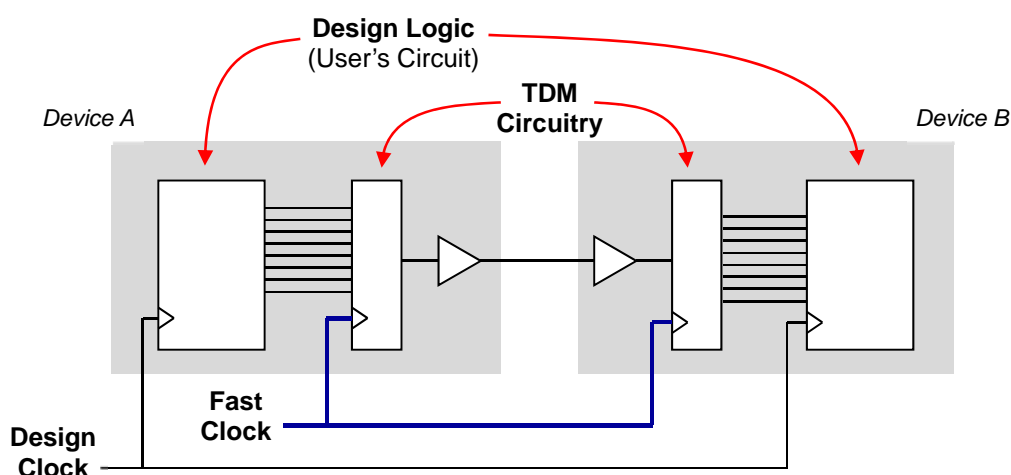 Design Logic
(User's Circuit)
TDM
Circuitry
Device A
Device B
Fast
Clock
Design
Clock